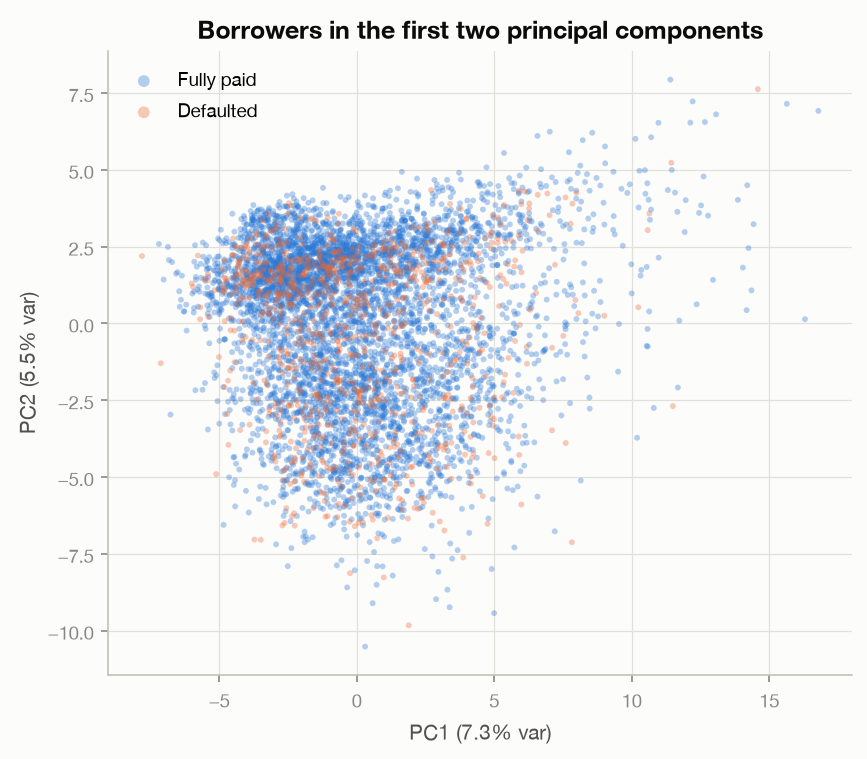 Borrowers in the first two principal components
Fully paid
Defaulted
7.5
5.0
2.5
0.0
−2.5
−5.0
−7.5
−10.0
PC2 (5.5% var)
−5
0
5
10
15
PC1 (7.3% var)